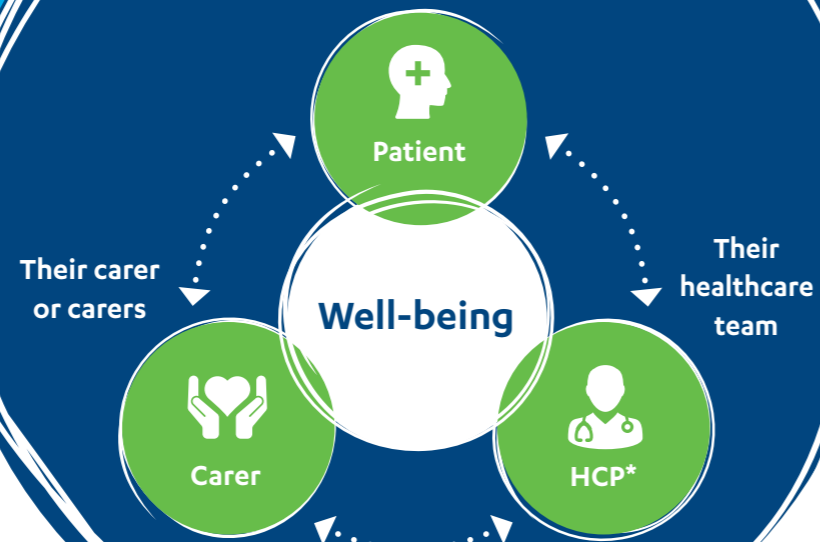 Patient
Their carer
or carers
Their
healthcare
team
Well-being
Carer
HCP*